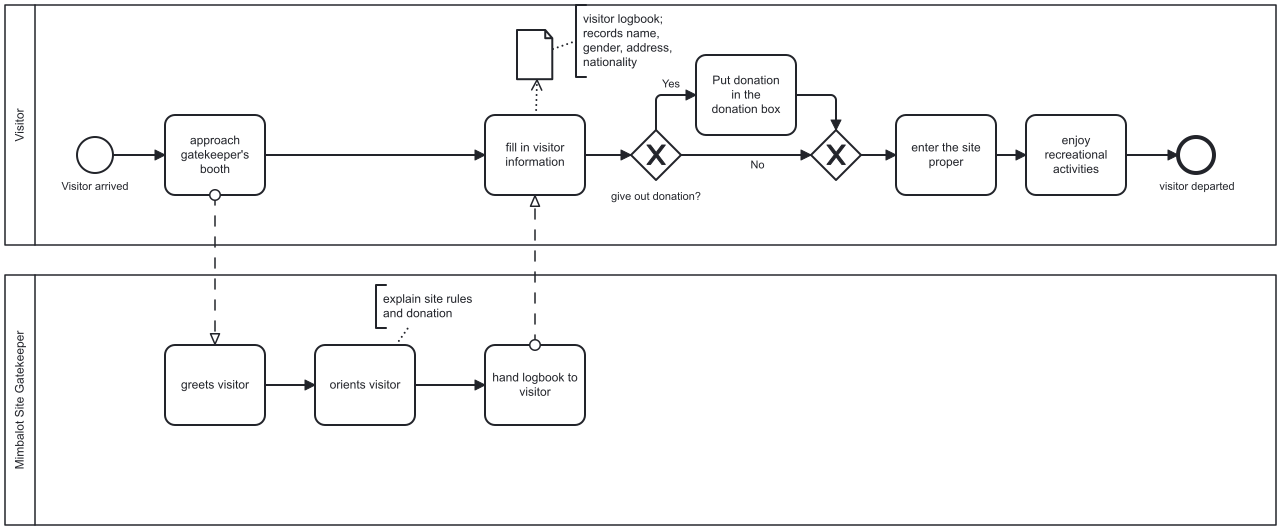 Visitor
Visitor arrived
approach
gatekeeper's
booth
visitor logbook;
records name,
gender, address,
nationality
fill in visitor
information
give out donation?
Yes
No
Put donation
in the
donation box
enter the site
proper
enjoy
recreational
activities
visitor departed
Mimbalot Site Gatekeeper
greets visitor
explain site rules
and donation
orients visitor
hand logbook to
visitor